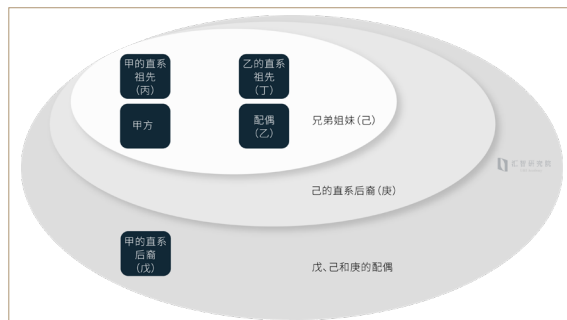 甲的直系
祖先
(丙)
乙的直系
祖先
(丁)
甲方
配偶
(乙)
兄弟姐妹(己)
己的直系后裔(庚)
甲的直系
后裔
(戊)
戊、己和庚的配偶